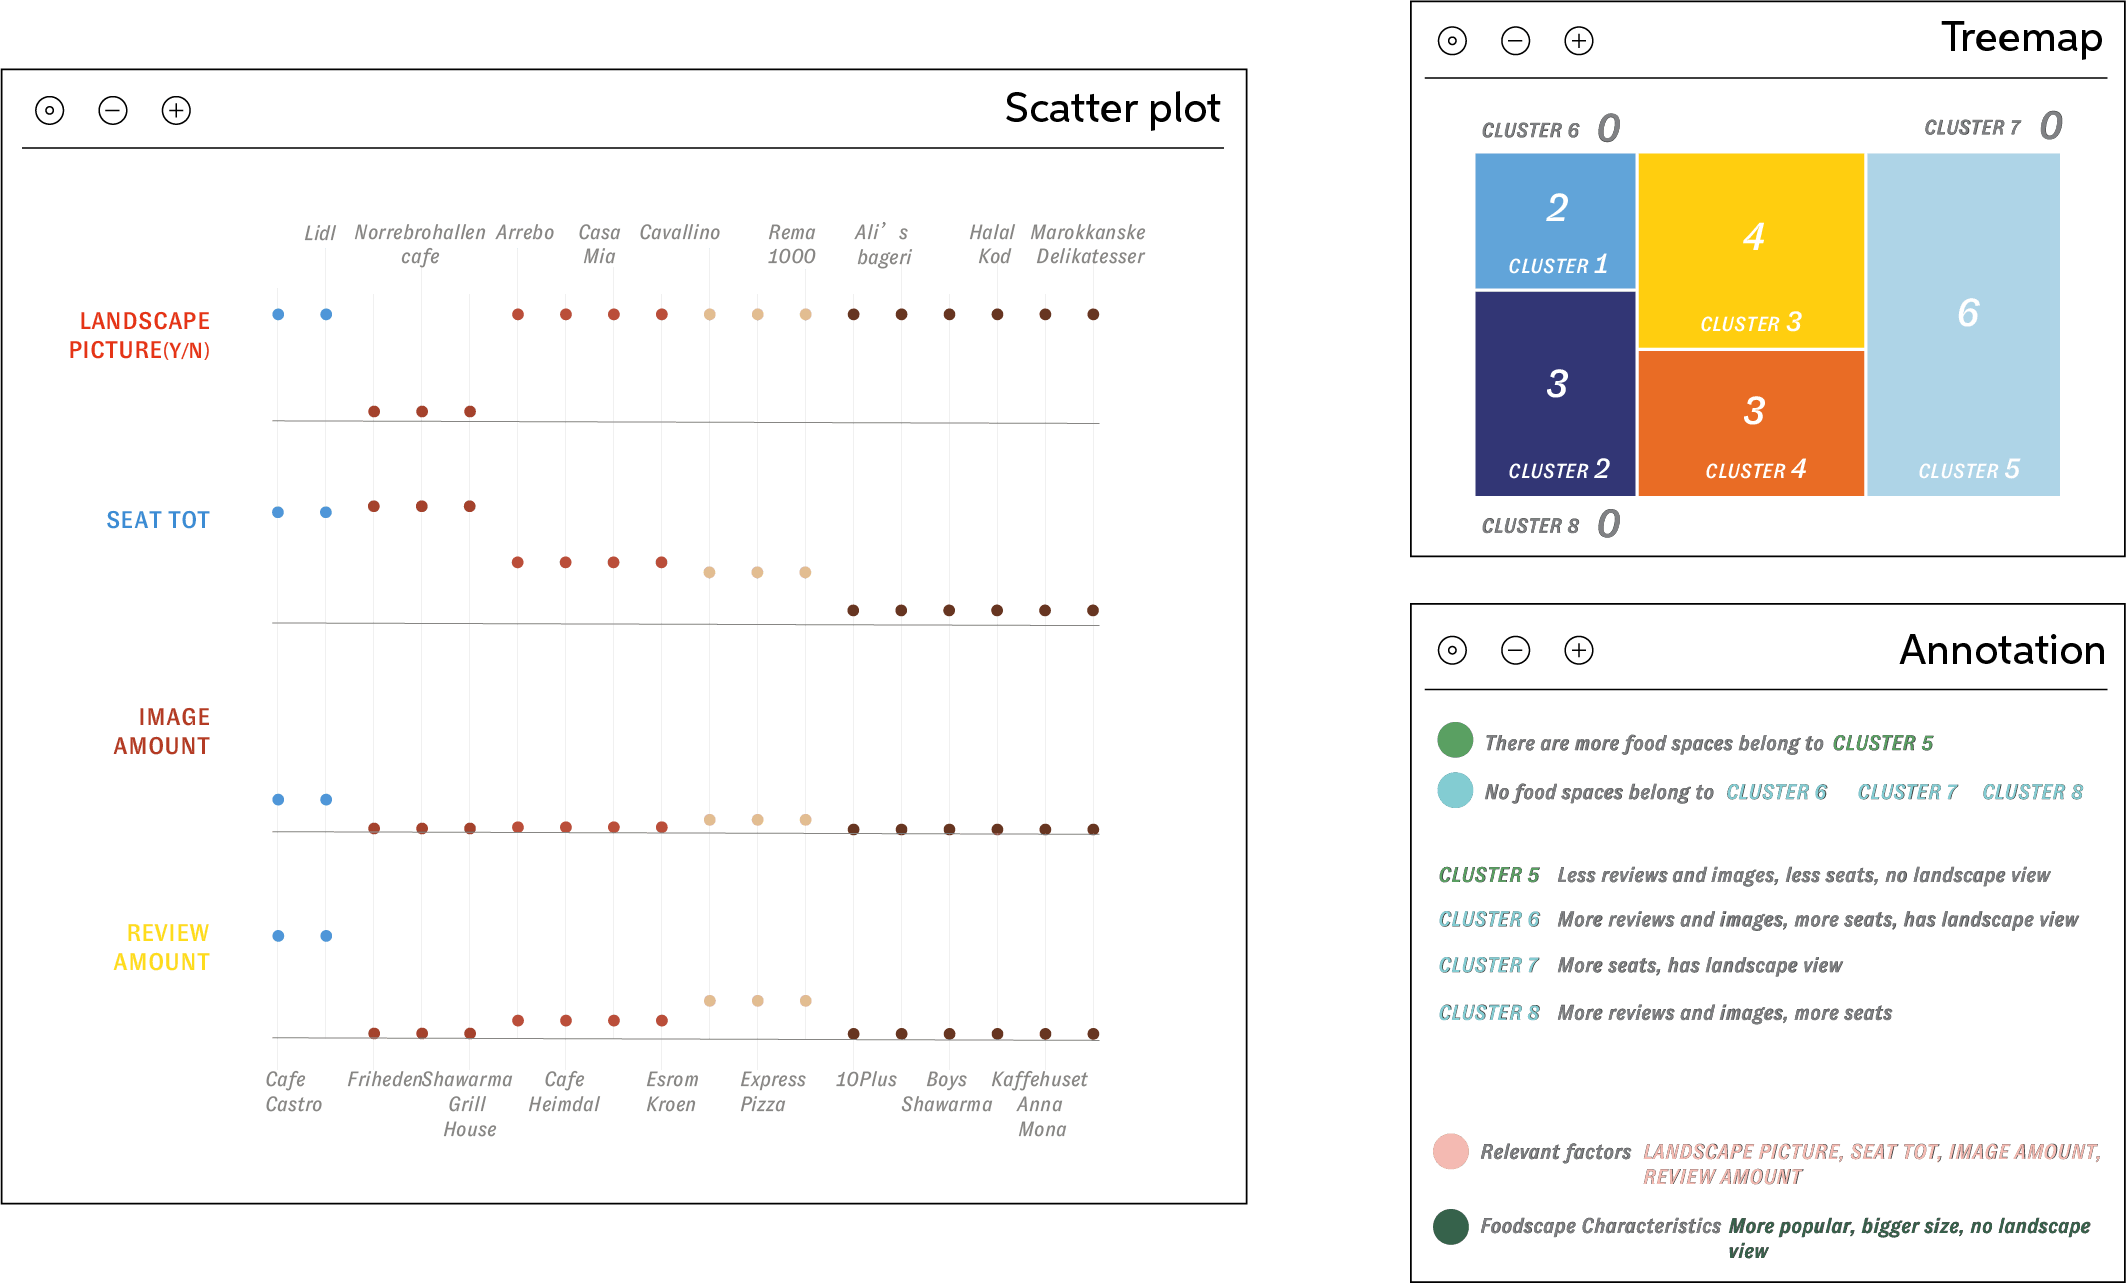 Scatter plot
Lidl Norrebrohallen Arrebo Casa Cavallino Rema Ali’s Halal Marokkanske
cafe Mia 1000 bageri Kod Delikatesser
LANDSCAPE
PICTURE(Y/N)
SEAT TOT
IMAGE
AMOUNT
REVIEW
AMOUNT
Cafe Friheden Shawarma Cafe Esrom Express 10Plus Boys Kaffehuset
Castro Grill Heimdal Kroen Pizza Shawarma Anna
House Mona
Treemap
CLUSTER 6 0 CLUSTER 7 0
2
CLUSTER 1
4
CLUSTER 3
6
3
CLUSTER 2
3
CLUSTER 4
CLUSTER 5
CLUSTER 8 0
Annotation
There are more food spaces belong to CLUSTER 5
No food spaces belong to CLUSTER 6 CLUSTER 7 CLUSTER 8
CLUSTER 5 Less reviews and images, less seats, no landscape view
CLUSTER 6 More reviews and images, more seats, has landscape view
CLUSTER 7 More seats, has landscape view
CLUSTER 8 More reviews and images, more seats
Relevant factors LANDSCAPE PICTURE, SEAT TOT, IMAGE AMOUNT,
REVIEW AMOUNT
Foodscape Characteristics More popular, bigger size, no landscape
view